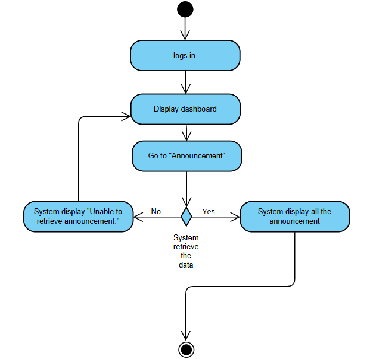 logs in
Display dashboard
Go to "Announcement"
No
Yes
System display "Unable to
retrieve announcement."
System display all the
announcement
System
retrieve
the
data